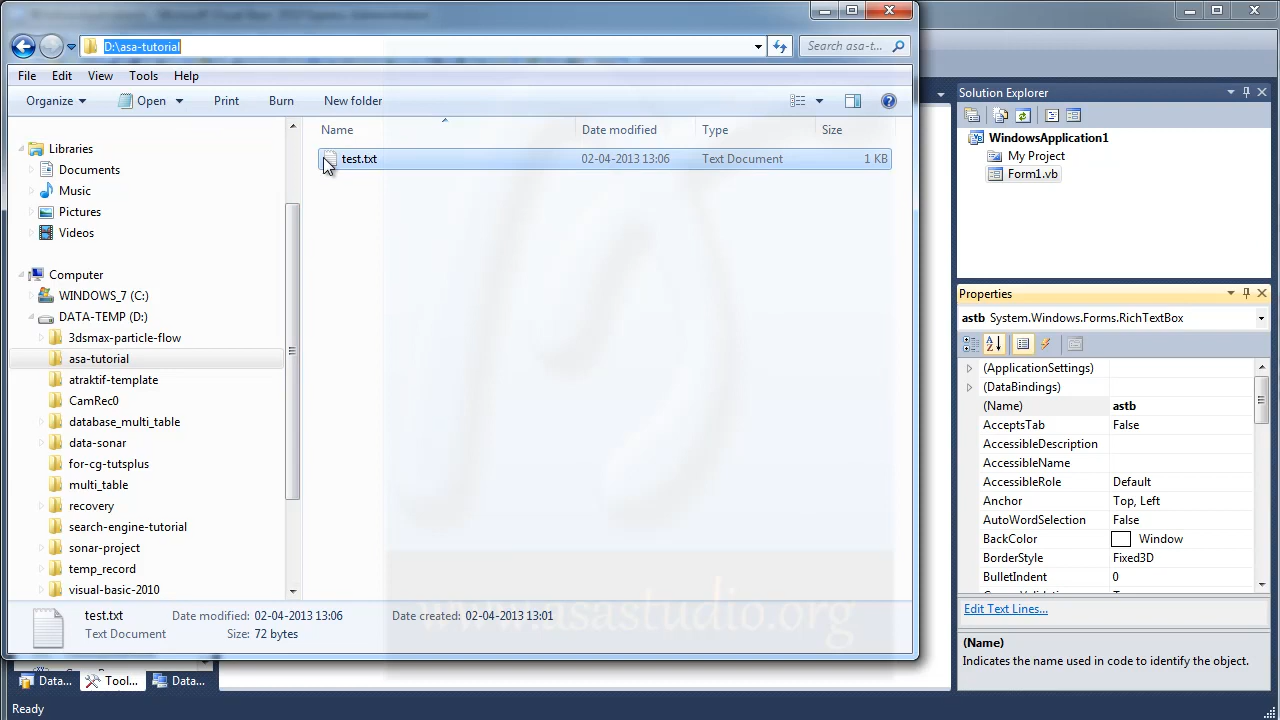 D:\asa-tutorial
Search asa-t...
File Edit View Tools Help
Organize Open Print Burn New folder
Name Date modified Type Size
test.txt 02-04-2013 13:06 Text Document 1 KB
Libraries
Documents
Music
Pictures
Videos
Computer
WINDOWS_7 (C:)
DATA-TEMP (D:)
3dsmax-particle-flow
asa-tutorial
atraktif-template
CamRec0
database_multi_table
data-sonar
for-cg-tutsplus
multi_table
recovery
search-engine-tutorial
sonar-project
temp_record
visual-basic-2010
test.txt Date modified: 02-04-2013 13:06 Date created: 02-04-2013 13:01
Text Document Size: 72 bytes
www.asastudio.org
Data... Tool... Data...
Ready
Solution Explorer
WindowsApplication1
My Project
Form1.vb
Properties
astb System.Windows.Forms.RichTextBox
(ApplicationSettings)
(DataBindings)
(Name) astb
AcceptsTab False
AccessibleDescription
AccessibleName
AccessibleRole Default
Anchor Top, Left
AutoWordSelection False
BackColor Window
BorderStyle Fixed3D
BulletIndent 0
Edit Text Lines...
(Name)
Indicates the name used in code to identify the object.